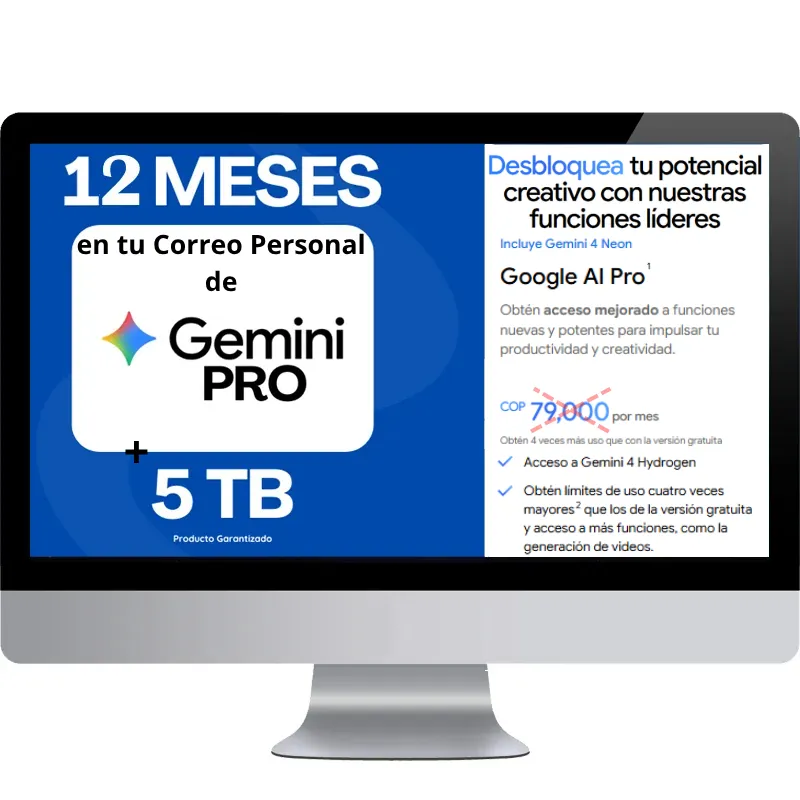 12 MESES
en tu Correo Personal
de
Gemini
PRO
+
5 TB
Producto Garantizado
Desbloquea tu potencial
creativo con nuestras
funciones líderes
Incluye Gemini 4 Neon
Google AI Pro¹
Obtén acceso mejorado a funciones
nuevas y potentes para impulsar tu
productividad y creatividad.
COP 79,000 por mes
Obtén 4 veces más uso que con la versión gratuita
Acceso a Gemini 4 Hydrogen
Obtén límites de uso cuatro veces
mayores² que los de la versión gratuita
y acceso a más funciones, como la
generación de videos.